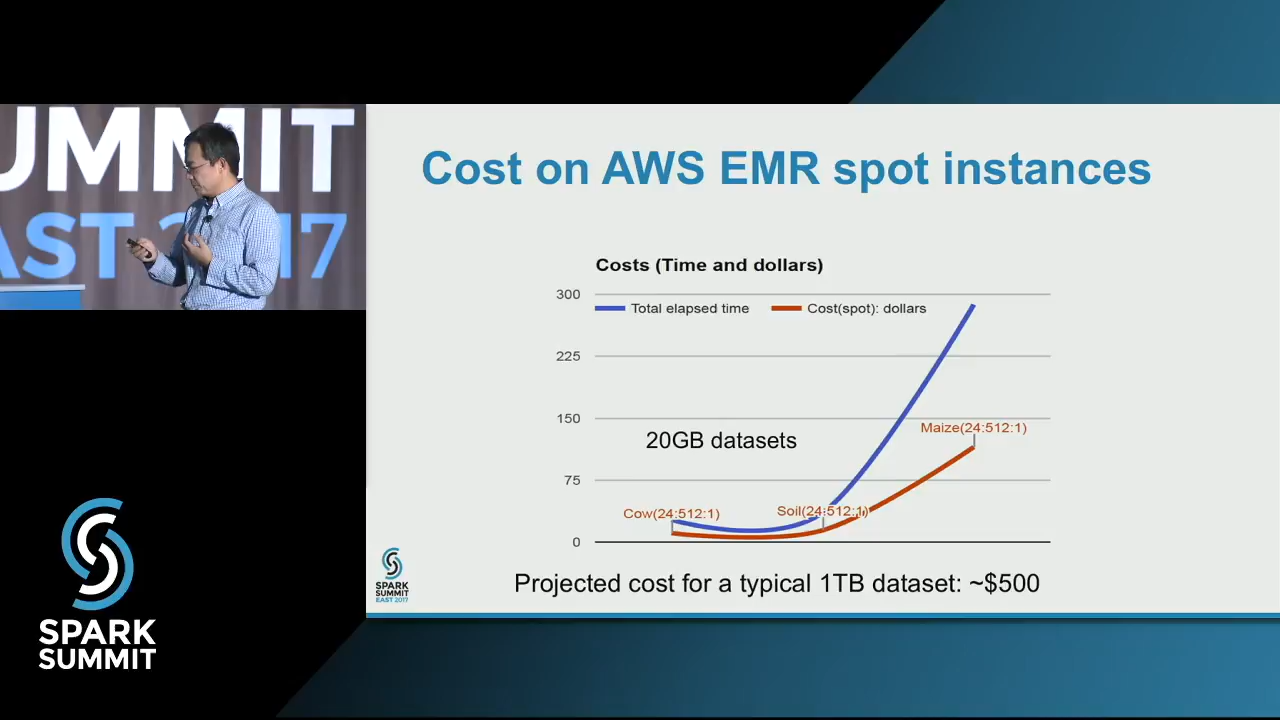 UMMIT
AST 2017
Cost on AWS EMR spot instances
Costs (Time and dollars)
Total elapsed time
Cost(spot): dollars
300
225
150
75
0
20GB datasets
Cow(24:512:1)
Soil(24:512:1)
Maize(24:512:1)
Projected cost for a typical 1TB dataset: ~$500
SPARK
SUMMIT
EAST 2017
SPARK
SUMMIT